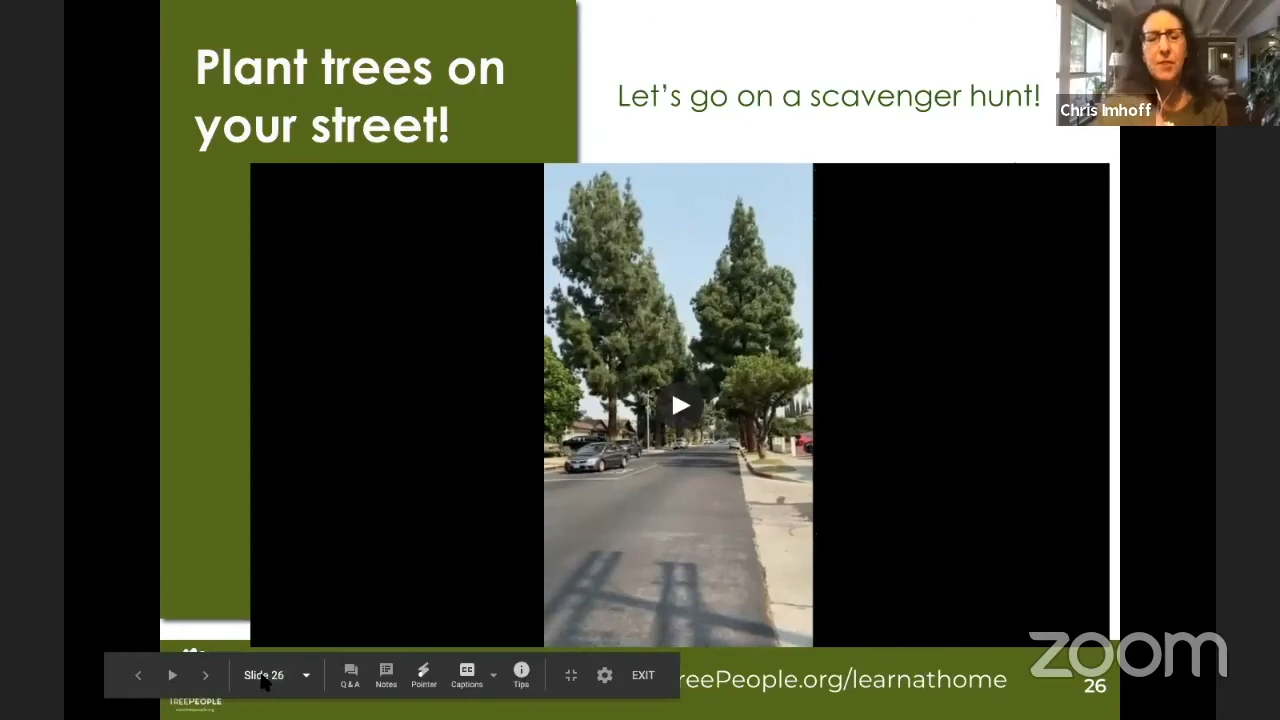 Plant trees on
your street!
Let's go on a scavenger hunt!
Chris Imhoff
Slide 26
Q & A
Notes
Pointer
Captions
Tips
EXIT
TREEPEOPLE
reePeople.org/learnathome
26
zoom